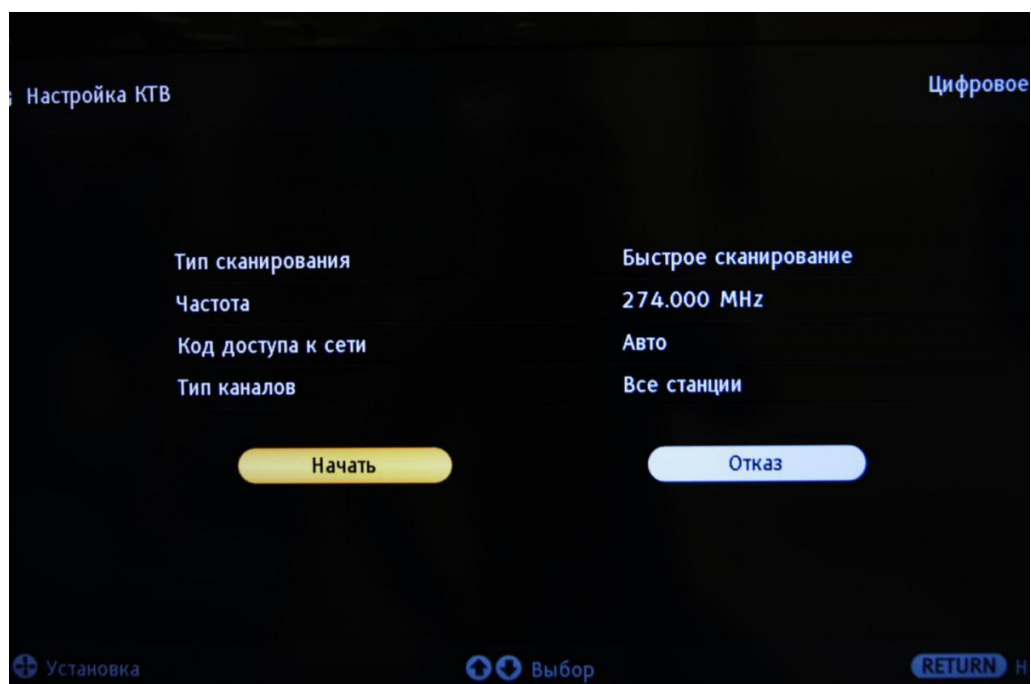 Настройка КТВ
Цифровое
Тип сканирования Быстрое сканирование
Частота 274.000 MHz
Код доступа к сети Авто
Тип каналов Все станции
Начать Отказ
Установка Выбор RETURN Н